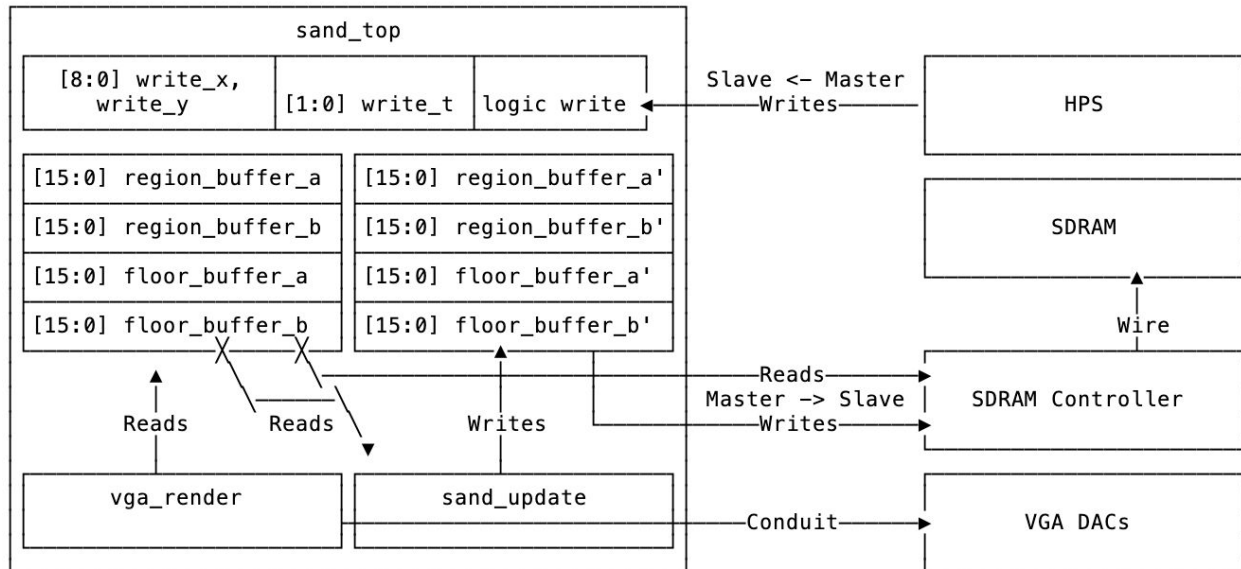 sand_top
[8:0] write_x,
write_y
[1:0] write_t
logic write
Slave <- Master
Writes
HPS
[15:0] region_buffer_a
[15:0] region_buffer_a'
[15:0] region_buffer_b
[15:0] region_buffer_b'
SDRAM
[15:0] floor_buffer_a
[15:0] floor_buffer_a'
[15:0] floor_buffer_b
[15:0] floor_buffer_b'
Wire
Reads
Master -> Slave
Writes
SDRAM Controller
Reads
Reads
Writes
vga_render
sand_update
Conduit
VGA DACs